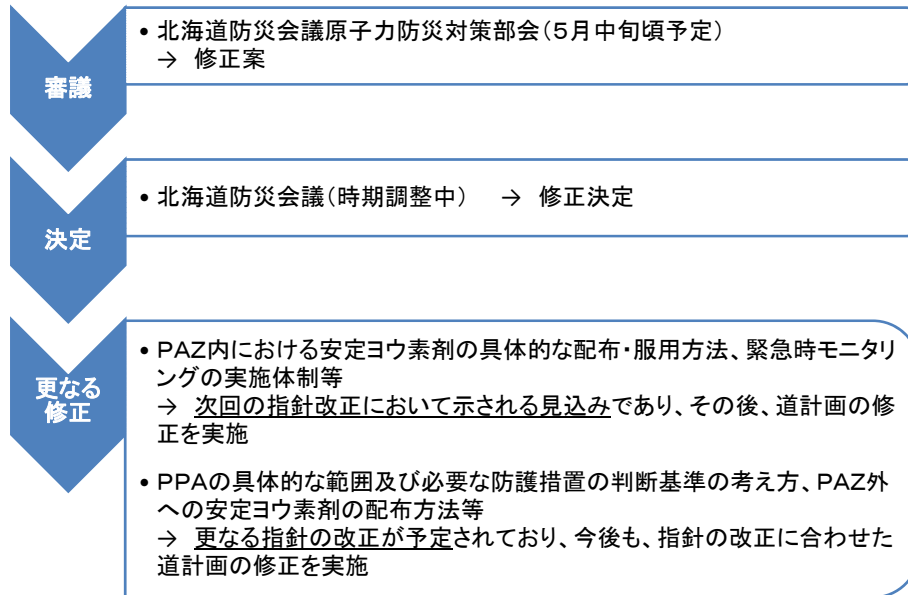 審議
• 北海道防災会議原子力防災対策部会(5月中旬頃予定)
→ 修正案
決定
• 北海道防災会議(時期調整中) → 修正決定
更なる
修正
• PAZ内における安定ヨウ素剤の具体的な配布・服用方法、緊急時モニタリ
ングの実施体制等
→ 次回の指針改正において示される見込みであり、その後、道計画の修
正を実施
• PPAの具体的な範囲及び必要な防護措置の判断基準の考え方、PAZ外
への安定ヨウ素剤の配布方法等
→ 更なる指針の改正が予定されており、今後も、指針の改正に合わせた
道計画の修正を実施